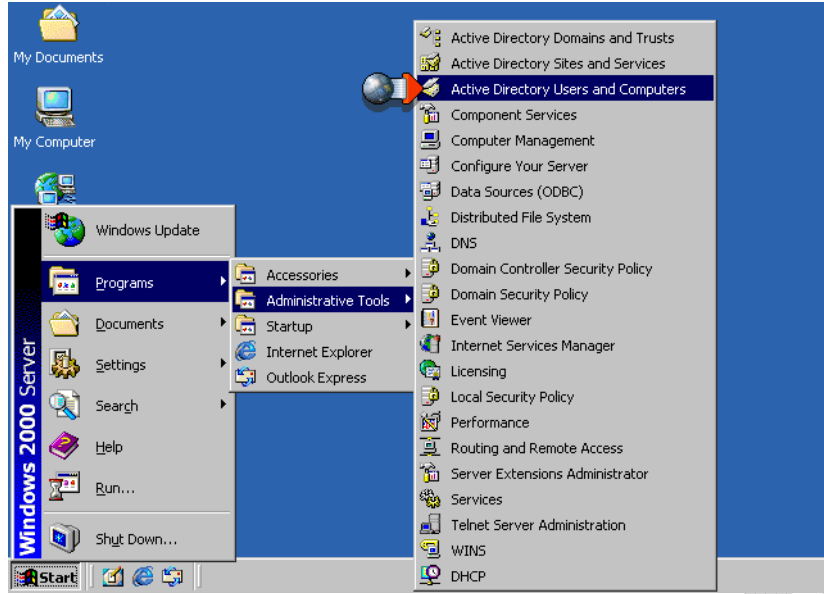 My Documents
My Computer
Windows Update
Programs
Documents
Settings
Search
Help
Run...
Shut Down...
Windows 2000 Server
Start
Accessories
Administrative Tools
Startup
Internet Explorer
Outlook Express
Active Directory Domains and Trusts
Active Directory Sites and Services
Active Directory Users and Computers
Component Services
Computer Management
Configure Your Server
Data Sources (ODBC)
Distributed File System
DNS
Domain Controller Security Policy
Domain Security Policy
Event Viewer
Internet Services Manager
Licensing
Local Security Policy
Performance
Routing and Remote Access
Server Extensions Administrator
Services
Telnet Server Administration
WINS
DHCP